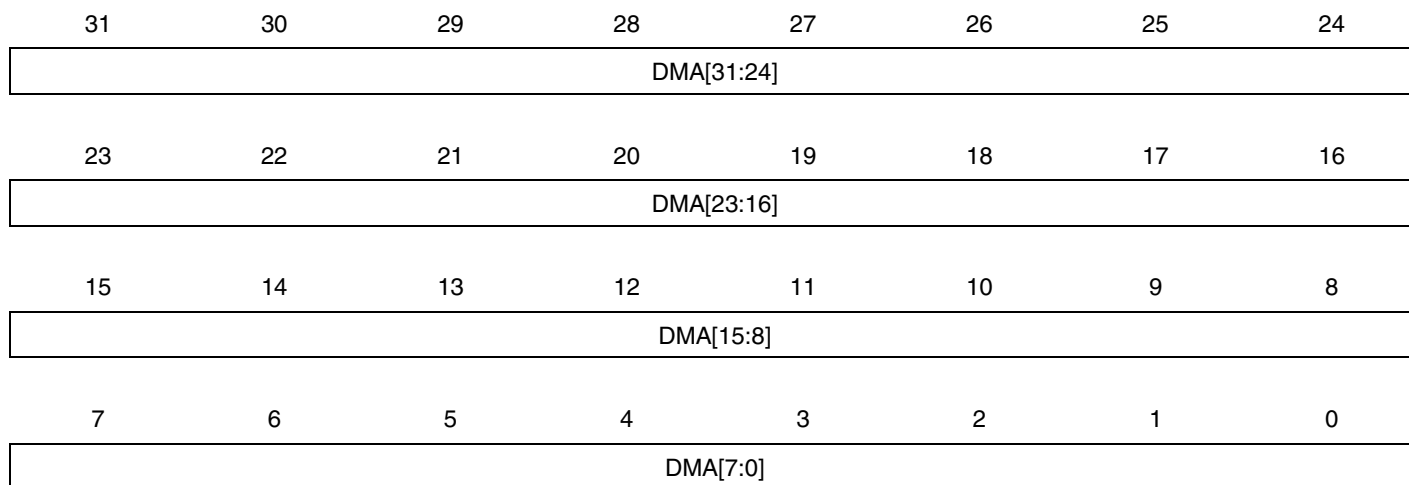 31 30 29 28 27 26 25 24
DMA[31:24]
23 22 21 20 19 18 17 16
DMA[23:16]
15 14 13 12 11 10 9 8
DMA[15:8]
7 6 5 4 3 2 1 0
DMA[7:0]